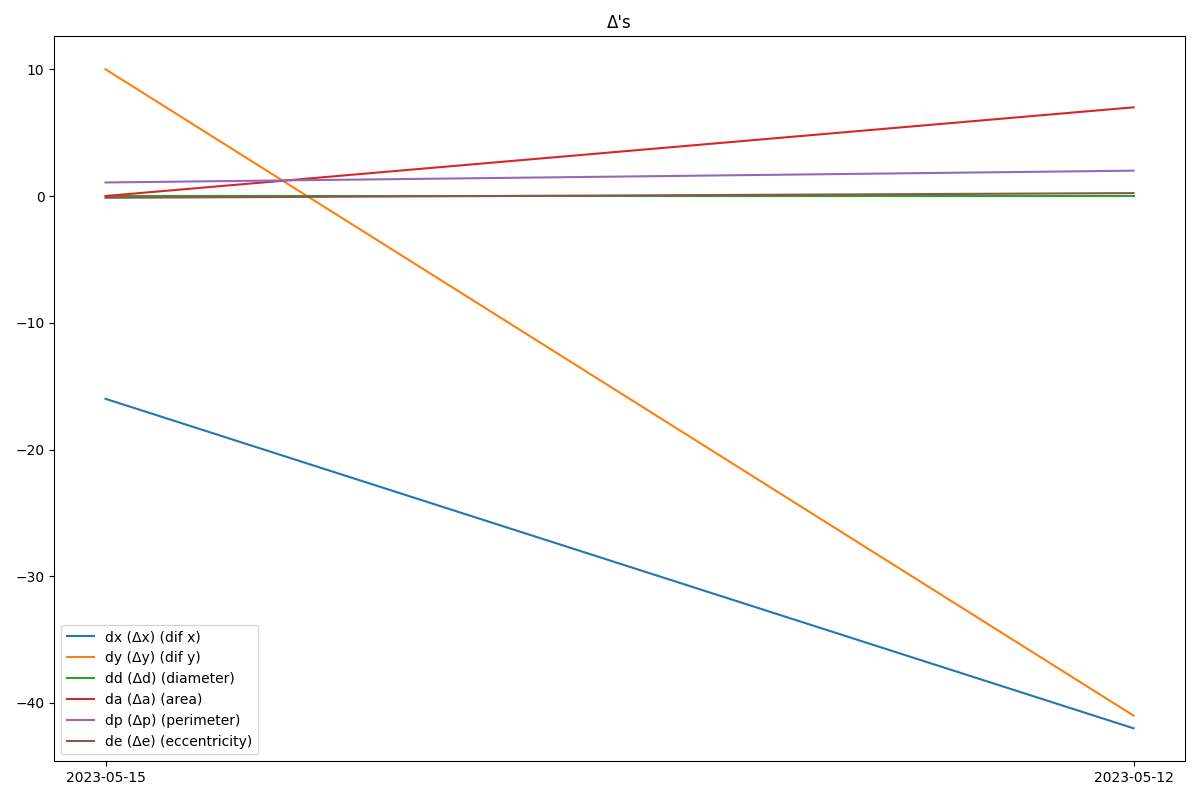 Δ's
10
0
−10
−20
−30
−40
dx (Δx) (dif x)
dy (Δy) (dif y)
dd (Δd) (diameter)
da (Δa) (area)
dp (Δp) (perimeter)
de (Δe) (eccentricity)
2023-05-15
2023-05-12